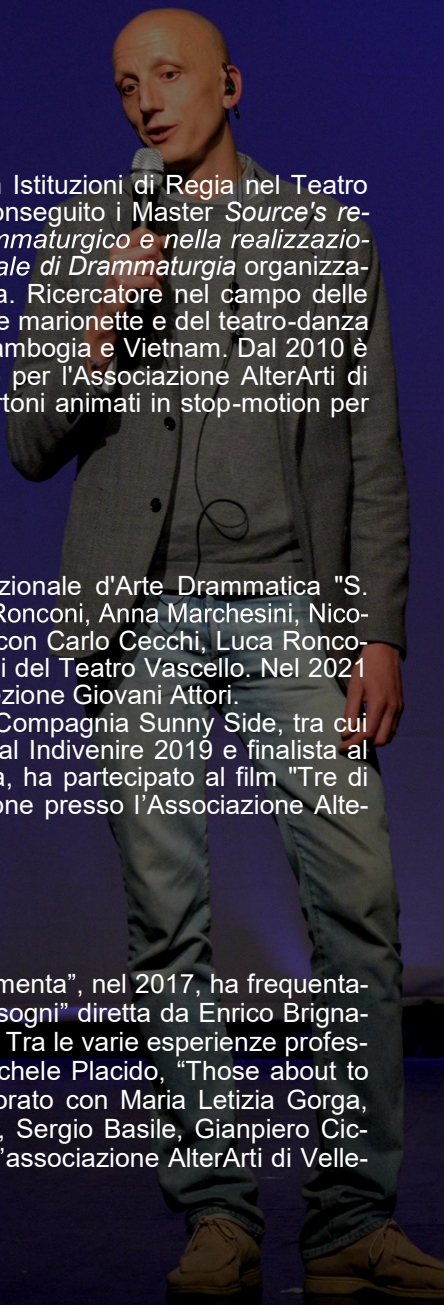 Istituzioni di Regia nel Teatro
onseguito i Master Source's re-
mmaturgico e nella realizzazio-
ale di Drammaturgia organizza-
a. Ricercatore nel campo delle
e marionette e del teatro-danza
ambogia e Vietnam. Dal 2010 è
per l'Associazione AlterArti di
rtoni animati in stop-motion per
zionale d'Arte Drammatica "S.
Ronconi, Anna Marchesini, Nico-
con Carlo Cecchi, Luca Ronco-
i del Teatro Vascello. Nel 2021
ezione Giovani Attori.
Compagnia Sunny Side, tra cui
al Indivenire 2019 e finalista al
a, ha partecipato al film "Tre di
one presso l’Associazione Alte-
menta”, nel 2017, ha frequenta-
sogni” diretta da Enrico Brigna-
Tra le varie esperienze profes-
chele Placido, “Those about to
orato con Maria Letizia Gorga,
, Sergio Basile, Gianpiero Cic-
’associazione AlterArti di Velle-